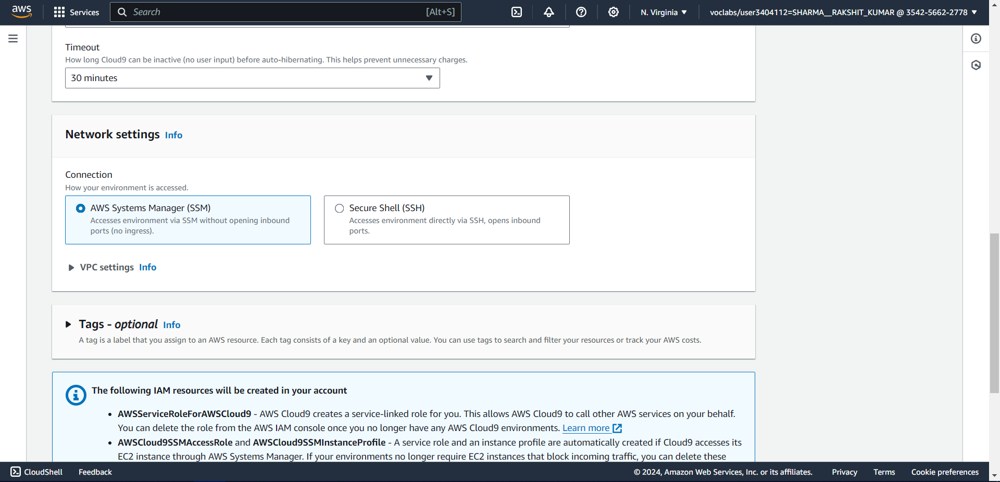 aws Services Search [Alt+S] N. Virginia voclabs/user3404112=SHARMA__RAKSHIT_KUMAR @ 3542-5662-2778
Timeout
How long Cloud9 can be inactive (no user input) before auto-hibernating. This helps prevent unnecessary charges.
30 minutes
Network settings Info
Connection
How your environment is accessed.
AWS Systems Manager (SSM)
Accesses environment via SSM without opening inbound
ports (no ingress).
Secure Shell (SSH)
Accesses environment directly via SSH, opens inbound
ports.
VPC settings Info
Tags - optional Info
A tag is a label that you assign to an AWS resource. Each tag consists of a key and an optional value. You can use tags to search and filter your resources or track your AWS costs.
The following IAM resources will be created in your account
• AWSServiceRoleForAWSCloud9 - AWS Cloud9 creates a service-linked role for you. This allows AWS Cloud9 to call other AWS services on your behalf.
You can delete the role from the AWS IAM console once you no longer have any AWS Cloud9 environments. Learn more
• AWSCloud9SSMAccessRole and AWSCloud9SSMInstanceProfile - A service role and an instance profile are automatically created if Cloud9 accesses its
EC2 instance through AWS Systems Manager. If your environments no longer require EC2 instances that block incoming traffic, you can delete these
CloudShell Feedback © 2024, Amazon Web Services, Inc. or its affiliates. Privacy Terms Cookie preferences